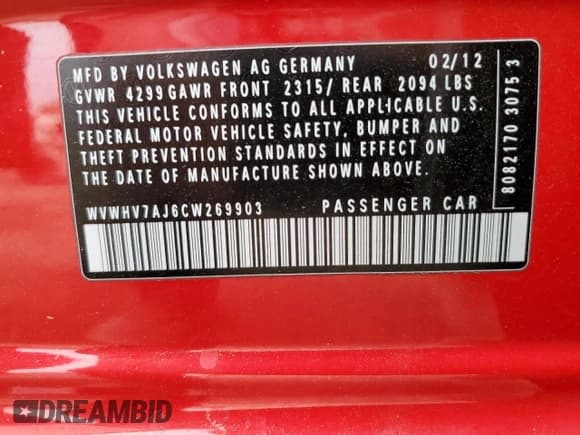 MFD BY VOLKSWAGEN AG GERMANY 02/12
GVWR 4299 GAWR FRONT 2315/ REAR 2094 LBS
THIS VEHICLE CONFORMS TO ALL APPLICABLE U.S.
FEDERAL MOTOR VEHICLE SAFETY, BUMPER AND
THEFT PREVENTION STANDARDS IN EFFECT ON
THE DATE OF MANUFACTURE SHOWN ABOVE.
WVWHV7AJ6CW269903 PASSENGER CAR
8082170 3075 3
DREAMBID